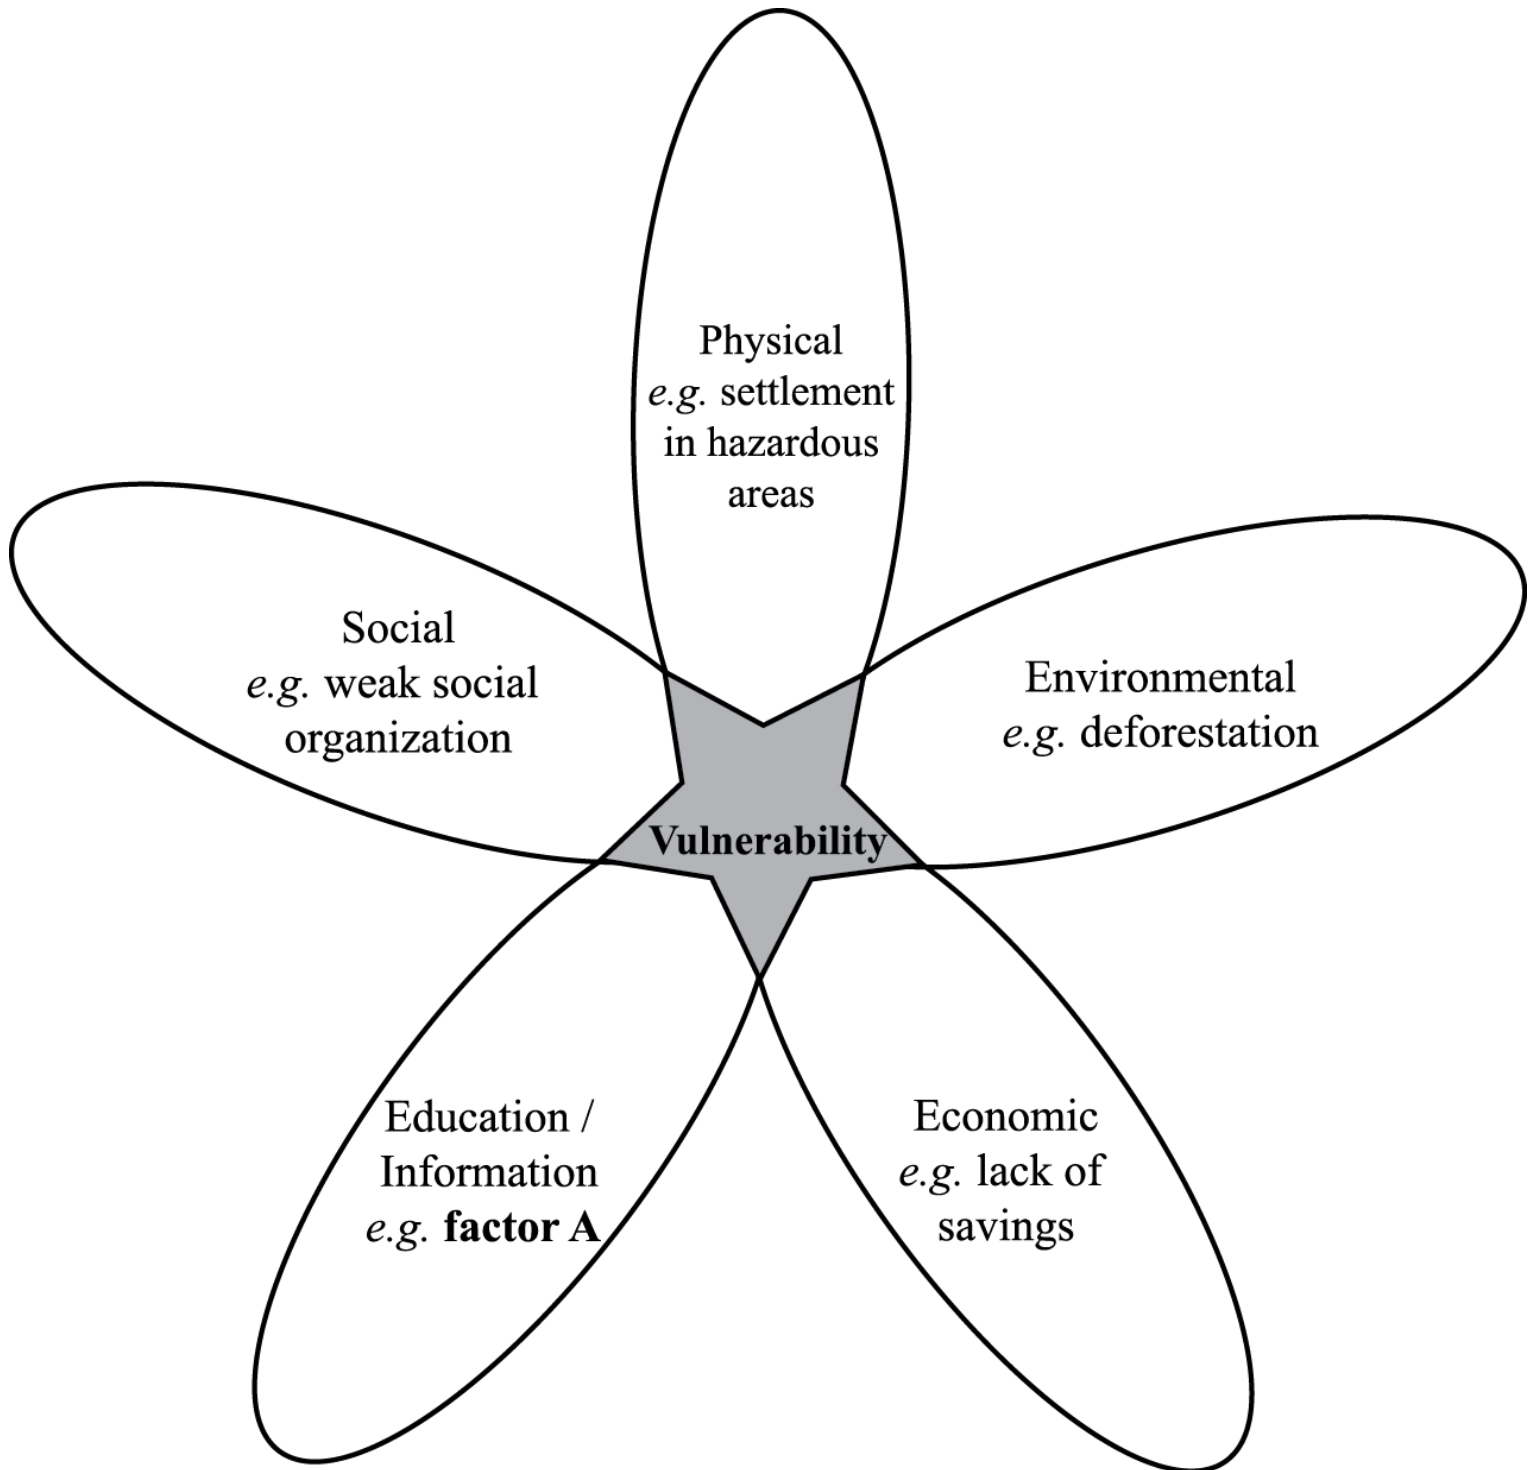 Physical
e.g. settlement
in hazardous
areas
Social
e.g. weak social
organization
Environmental
e.g. deforestation
Vulnerability
Education /
Information
e.g. factor A
Economic
e.g. lack of
savings